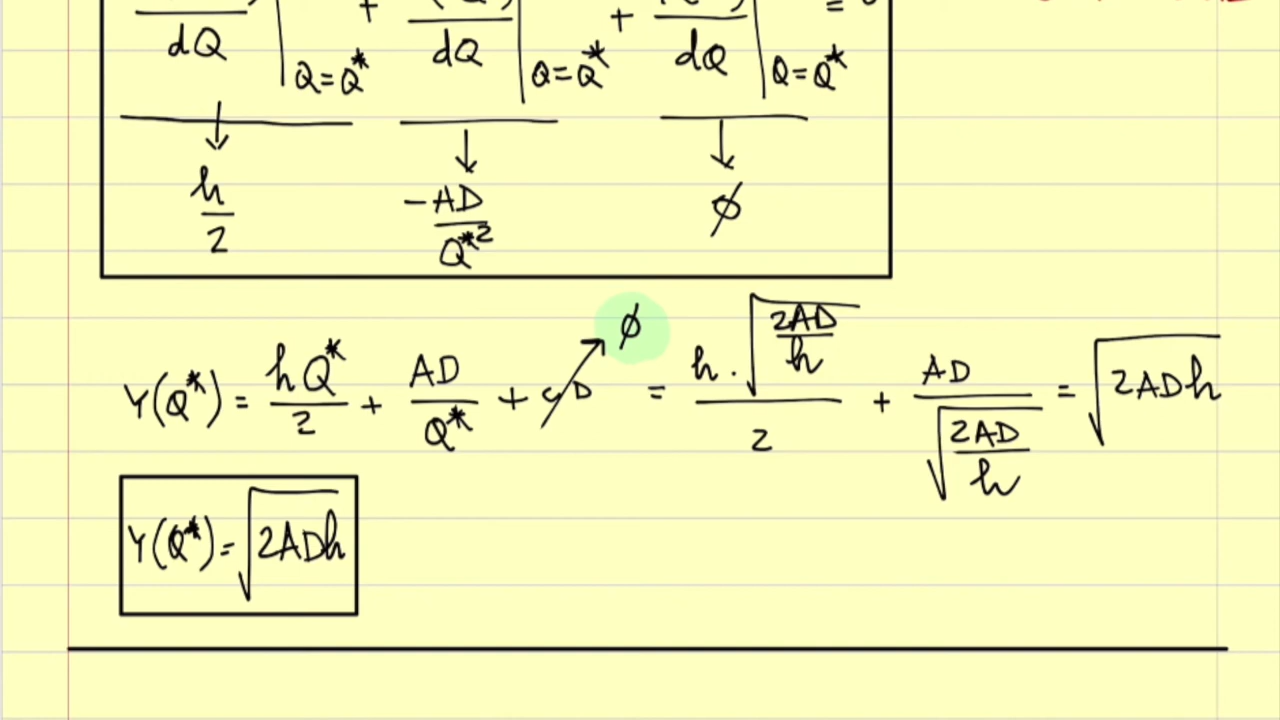 dQ |Q=Q* + dQ |Q=Q* + dQ |Q=Q* =
↓ ↓ ↓
h/2 -AD/Q*² ∅
Y(Q*) = hQ*/2 + AD/Q* + cD ↗ ∅ = h·√(2AD/h)/2 + AD/√(2AD/h) = √2ADh
Y(Q*) = √2ADh